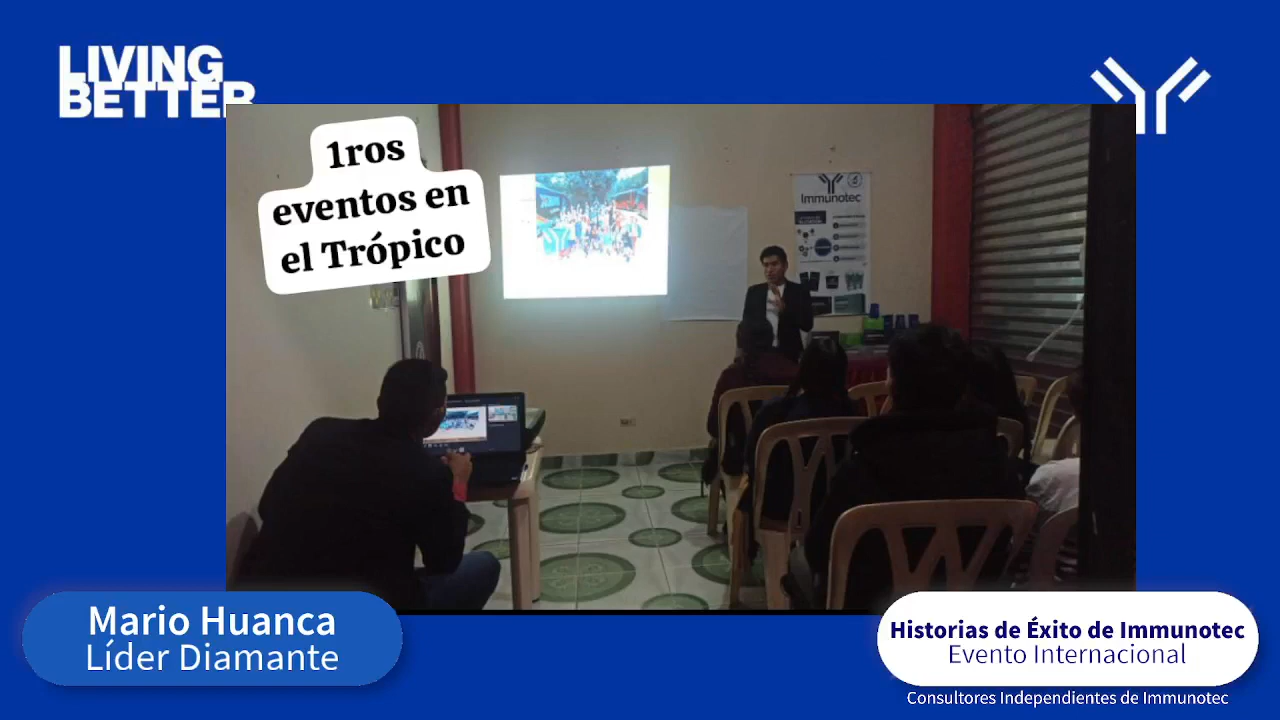 LIVING
BETTER
1ros
eventos en
el Trópico
Immunotec
Mario Huanca
Líder Diamante
Historias de Éxito de Immunotec
Evento Internacional
Consultores Independientes de Immunotec